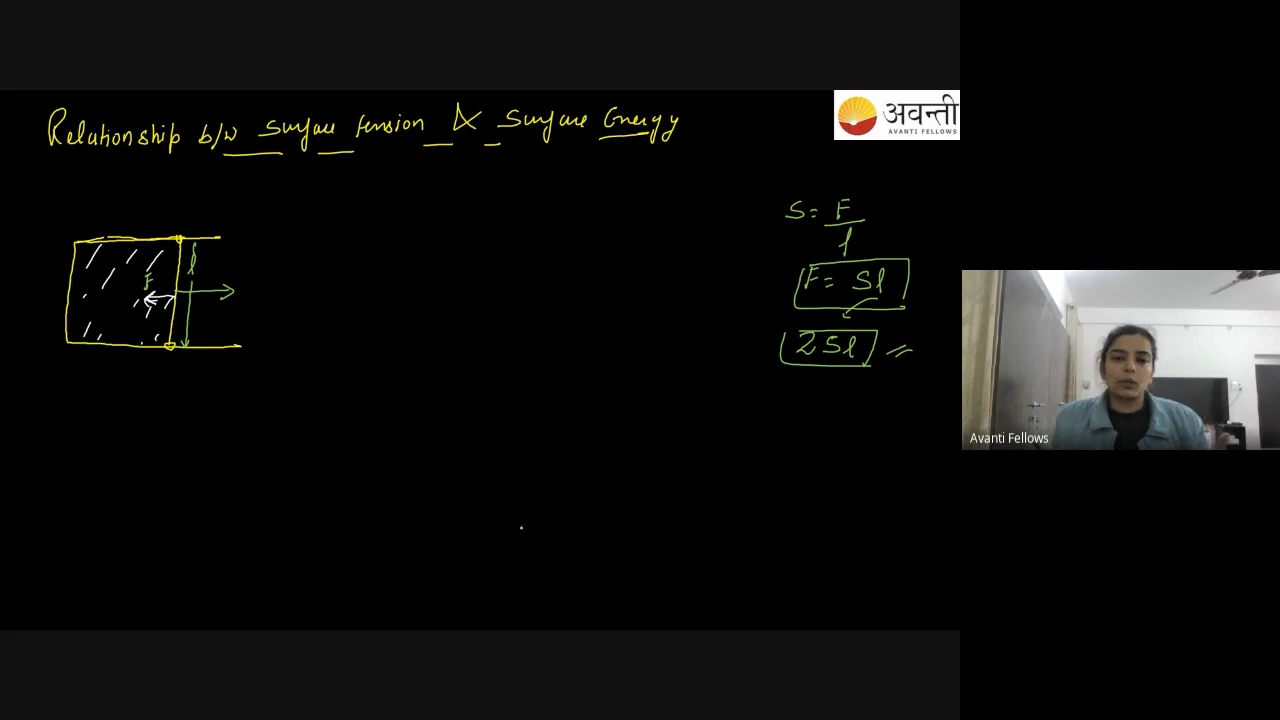 Relationship b/w Surface tension & Surface Energy
अवन्ती
AVANTI FELLOWS
S = F
l
F = Sl
2Sl
F
l
Avanti Fellows